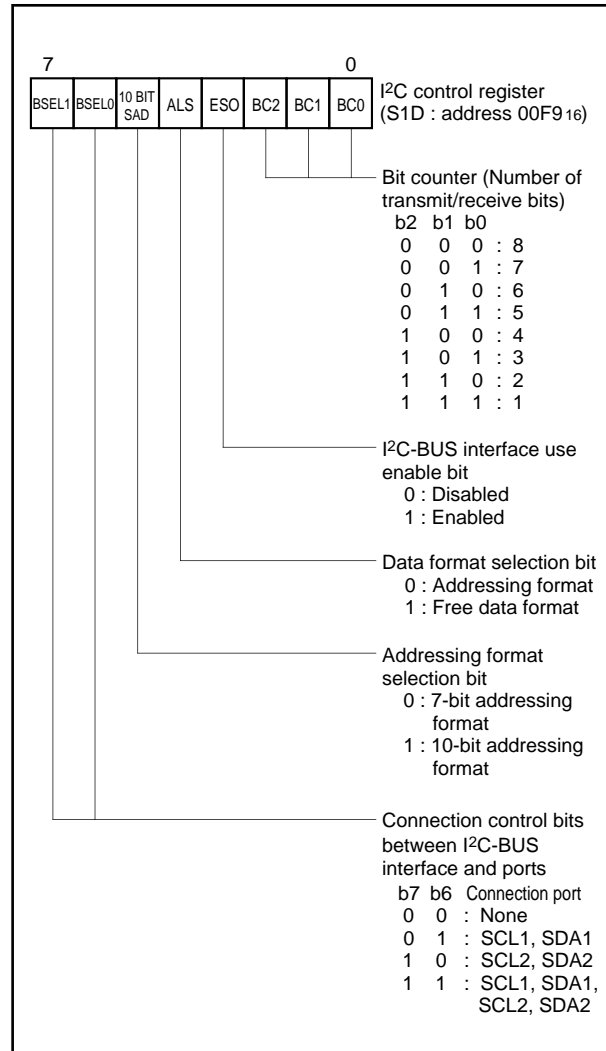 7 0
BSEL1 BSEL0 10 BIT SAD ALS ESO BC2 BC1 BC0
I2C control register
(S1D : address 00F916)
Bit counter (Number of
transmit/receive bits)
b2 b1 b0
0 0 0 : 8
0 0 1 : 7
0 1 0 : 6
0 1 1 : 5
1 0 0 : 4
1 0 1 : 3
1 1 0 : 2
1 1 1 : 1
I2C-BUS interface use
enable bit
0 : Disabled
1 : Enabled
Data format selection bit
0 : Addressing format
1 : Free data format
Addressing format
selection bit
0 : 7-bit addressing
format
1 : 10-bit addressing
format
Connection control bits
between I2C-BUS
interface and ports
b7 b6 Connection port
0 0 : None
0 1 : SCL1, SDA1
1 0 : SCL2, SDA2
1 1 : SCL1, SDA1,
SCL2, SDA2